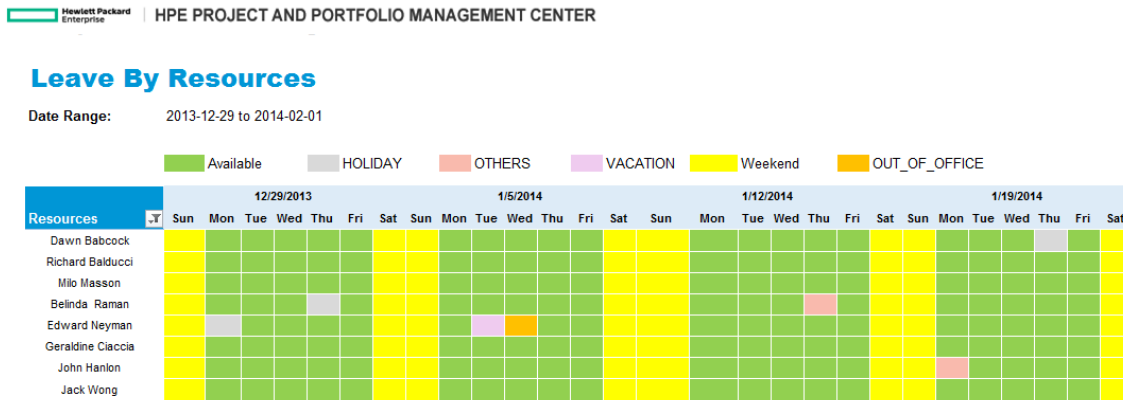 Hewlett Packard
Enterprise
HPE PROJECT AND PORTFOLIO MANAGEMENT CENTER
Leave By Resources
Date Range: 2013-12-29 to 2014-02-01
Available HOLIDAY OTHERS VACATION Weekend OUT_OF_OFFICE
12/29/2013 1/5/2014 1/12/2014 1/19/2014
Resources Sun Mon Tue Wed Thu Fri Sat Sun Mon Tue Wed Thu Fri Sat Sun Mon Tue Wed Thu Fri Sat Sun Mon Tue Wed Thu Fri Sat
Dawn Babcock
Richard Balducci
Milo Masson
Belinda Raman
Edward Neyman
Geraldine Ciaccia
John Hanlon
Jack Wong